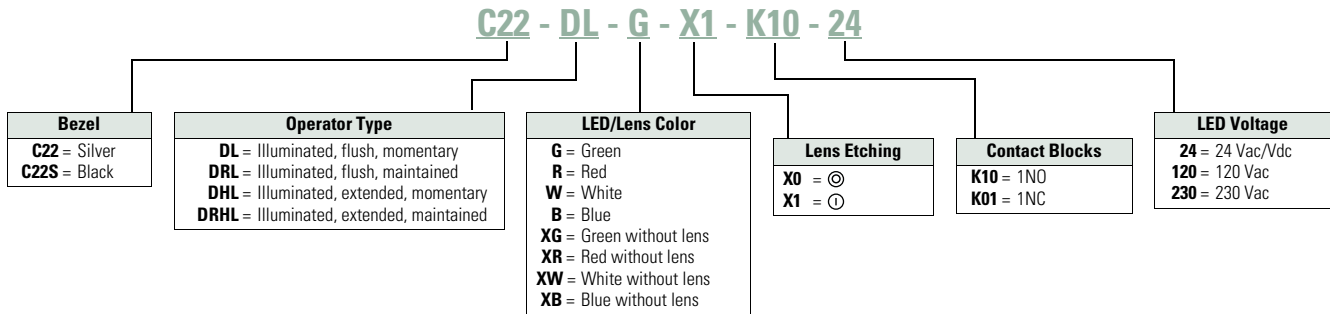 C22 - DL - G - X1 - K10 - 24
Bezel
C22 = Silver
C22S = Black
Operator Type
DL = Illuminated, flush, momentary
DRL = Illuminated, flush, maintained
DHL = Illuminated, extended, momentary
DRHL = Illuminated, extended, maintained
LED/Lens Color
G = Green
R = Red
W = White
B = Blue
XG = Green without lens
XR = Red without lens
XW = White without lens
XB = Blue without lens
Lens Etching
X0 = ◎
X1 = ⏼
Contact Blocks
K10 = 1NO
K01 = 1NC
LED Voltage
24 = 24 Vac/Vdc
120 = 120 Vac
230 = 230 Vac